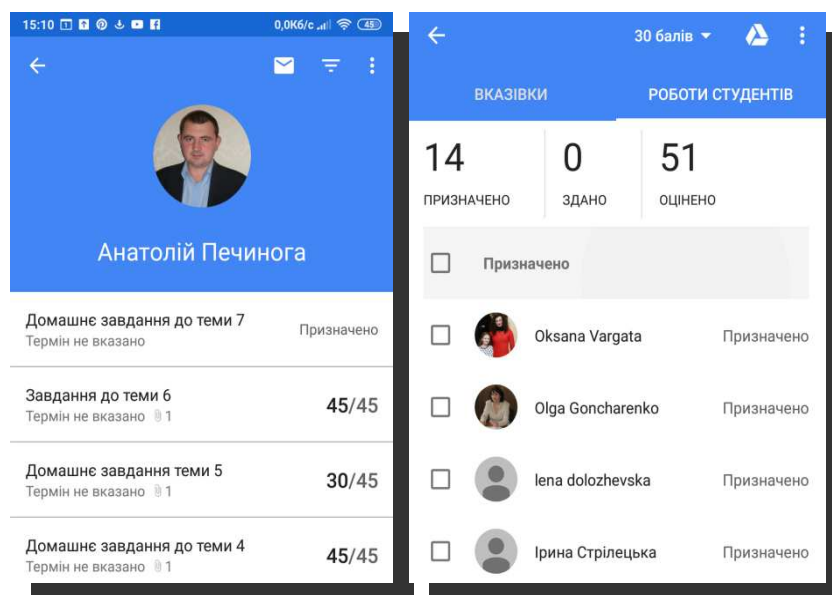 15:10
0,0Кб/с
45
Анатолій Печинога
Домашнє завдання до теми 7
Термін не вказано
Призначено
Завдання до теми 6
Термін не вказано 1
45/45
Домашнє завдання теми 5
Термін не вказано 1
30/45
Домашнє завдання до теми 4
Термін не вказано 1
45/45
30 балів
ВКАЗІВКИ
РОБОТИ СТУДЕНТІВ
14
0
51
ПРИЗНАЧЕНО
ЗДАНО
ОЦІНЕНО
Призначено
Oksana Vargata
Призначено
Olga Goncharenko
Призначено
lena dolozhevska
Призначено
Ірина Стрілецька
Призначено